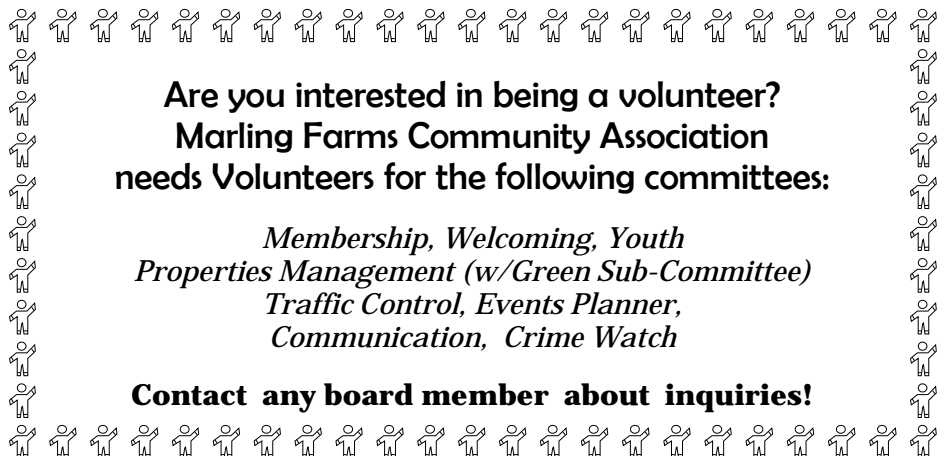 Are you interested in being a volunteer?
Marling Farms Community Association
needs Volunteers for the following committees:
Membership, Welcoming, Youth
Properties Management (w/Green Sub-Committee)
Traffic Control, Events Planner,
Communication, Crime Watch
Contact any board member about inquiries!